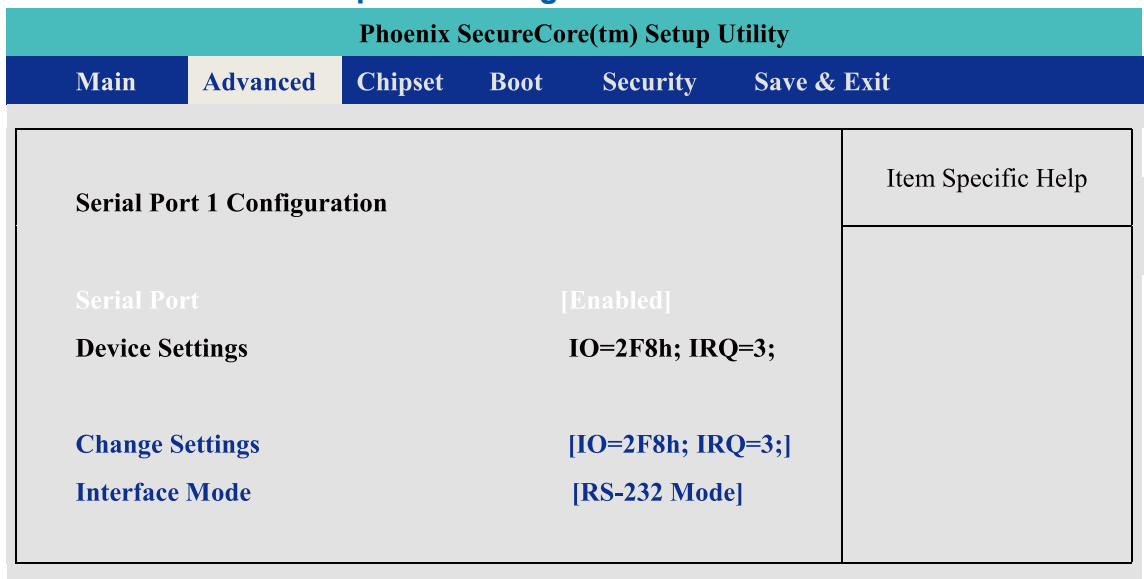 Phoenix SecureCore(tm) Setup Utility
Main Advanced Chipset Boot Security Save & Exit
Serial Port 1 Configuration
Item Specific Help
Serial Port [Enabled]
Device Settings IO=2F8h; IRQ=3;
Change Settings [IO=2F8h; IRQ=3;]
Interface Mode [RS-232 Mode]